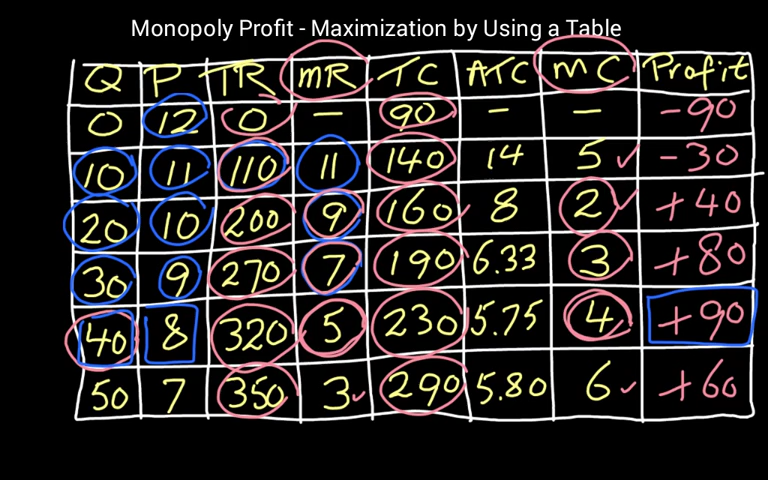 Monopoly Profit - Maximization by Using a Table
Q P TR MR TC ATC MC Profit
0 12 0 - 90 - - -90
10 11 110 11 140 14 5 ✓ -30
20 10 200 9 160 8 2 ✓ +40
30 9 270 7 190 6.33 3 +80
40 8 320 5 230 5.75 4 +90
50 7 350 3 ✓ 290 5.80 6 ✓ +60